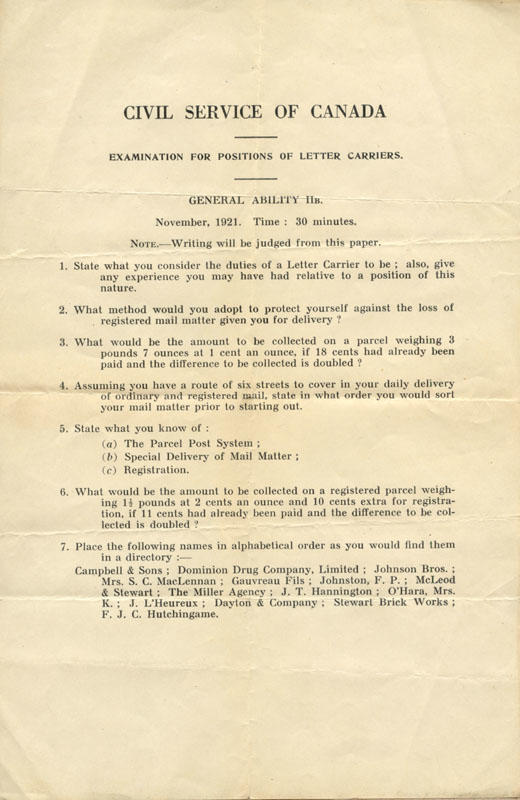 CIVIL SERVICE OF CANADA
EXAMINATION FOR POSITIONS OF LETTER CARRIERS.
GENERAL ABILITY IIB.
November, 1921. Time : 30 minutes.
NOTE.—Writing will be judged from this paper.
1. State what you consider the duties of a Letter Carrier to be ; also, give
any experience you may have had relative to a position of this
nature.
2. What method would you adopt to protect yourself against the loss of
registered mail matter given you for delivery ?
3. What would be the amount to be collected on a parcel weighing 3
pounds 7 ounces at 1 cent an ounce, if 18 cents had already been
paid and the difference to be collected is doubled ?
4. Assuming you have a route of six streets to cover in your daily delivery
of ordinary and registered mail, state in what order you would sort
your mail matter prior to starting out.
5. State what you know of :
(a) The Parcel Post System ;
(b) Special Delivery of Mail Matter ;
(c) Registration.
6. What would be the amount to be collected on a registered parcel weigh-
ing 1½ pounds at 2 cents an ounce and 10 cents extra for registra-
tion, if 11 cents had already been paid and the difference to be col-
lected is doubled ?
7. Place the following names in alphabetical order as you would find them
in a directory :—
Campbell & Sons ; Dominion Drug Company, Limited ; Johnson Bros. ;
Mrs. S. C. MacLennan ; Gauvreau Fils ; Johnston, F. P. ; McLeod
& Stewart ; The Miller Agency ; J. T. Hannington ; O'Hara, Mrs.
K. ; J. L'Heureux ; Dayton & Company ; Stewart Brick Works ;
F. J. C. Hutchingame.